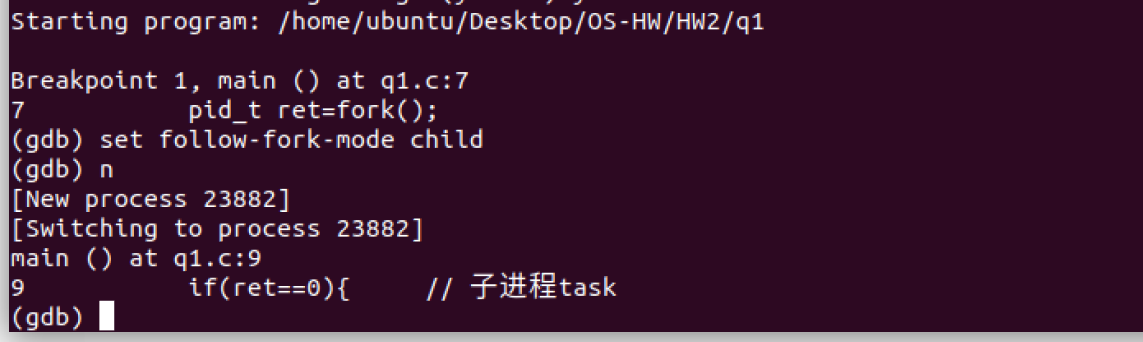 Starting program: /home/ubuntu/Desktop/OS-HW/HW2/q1
Breakpoint 1, main () at q1.c:7
7 pid_t ret=fork();
(gdb) set follow-fork-mode child
(gdb) n
[New process 23882]
[Switching to process 23882]
main () at q1.c:9
9 if(ret==0){ // 子进程task
(gdb)